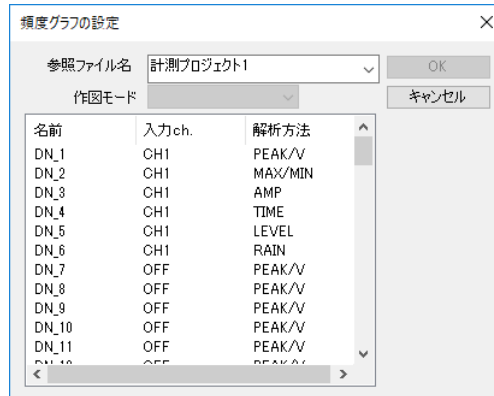 頻度グラフの設定
参照ファイル名 計測プロジェクト1 OK
作図モード キャンセル
名前 入力ch. 解析方法
DN_1 CH1 PEAK/V
DN_2 CH1 MAX/MIN
DN_3 CH1 AMP
DN_4 CH1 TIME
DN_5 CH1 LEVEL
DN_6 CH1 RAIN
DN_7 OFF PEAK/V
DN_8 OFF PEAK/V
DN_9 OFF PEAK/V
DN_10 OFF PEAK/V
DN_11 OFF PEAK/V